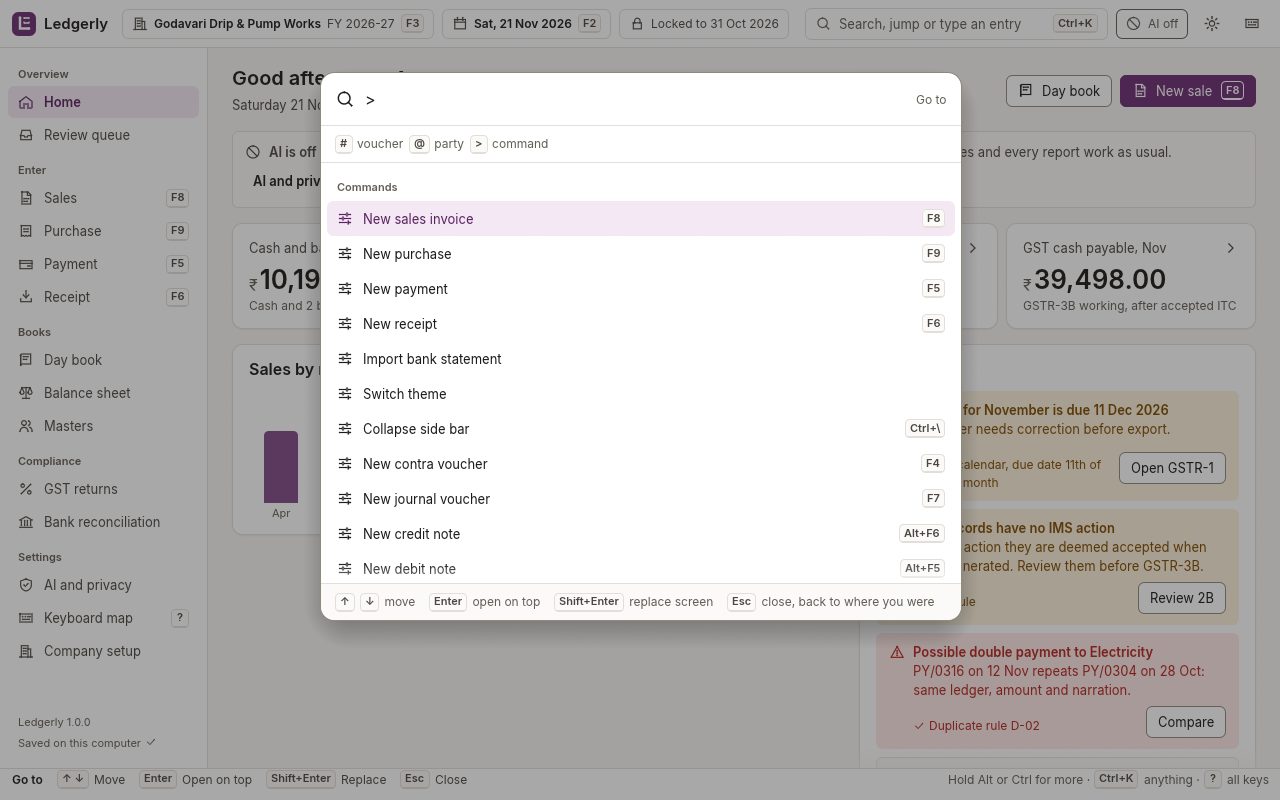 Ledgerly
Godavari Drip & Pump Works FY 2026-27 F3
Sat, 21 Nov 2026 F2
Locked to 31 Oct 2026
Search, jump or type an entry Ctrl+K
AI off
Overview
Home
Review queue
Enter
Sales F8
Purchase F9
Payment F5
Receipt F6
Books
Day book
Balance sheet
Masters
Compliance
GST returns
Bank reconciliation
Settings
AI and privacy
Keyboard map ?
Company setup
Ledgerly 1.0.0
Saved on this computer
Good
Saturday 21
Day book
New sale F8
AI is off
es and every report work as usual.
AI and
Cash and
₹10,19
Cash and 2
GST cash payable, Nov
₹39,498.00
GSTR-3B working, after accepted ITC
Sales by
Apr
> Go to
# voucher @ party > command
Commands
New sales invoice F8
New purchase F9
New payment F5
New receipt F6
Import bank statement
Switch theme
Collapse side bar Ctrl+\
New contra voucher F4
New journal voucher F7
New credit note Alt+F6
New debit note Alt+F5
↑ ↓ move Enter open on top Shift+Enter replace screen Esc close, back to where you were
for November is due 11 Dec 2026
er needs correction before export.
calendar, due date 11th of
month
Open GSTR-1
cords have no IMS action
action they are deemed accepted when
nerated. Review them before GSTR-3B.
Review 2B
Possible double payment to Electricity
PY/0316 on 12 Nov repeats PY/0304 on 28 Oct:
same ledger, amount and narration.
Duplicate rule D-02
Compare
Go to ↑↓ Move Enter Open on top Shift+Enter Replace Esc Close
Hold Alt or Ctrl for more · Ctrl+K anything · ? all keys